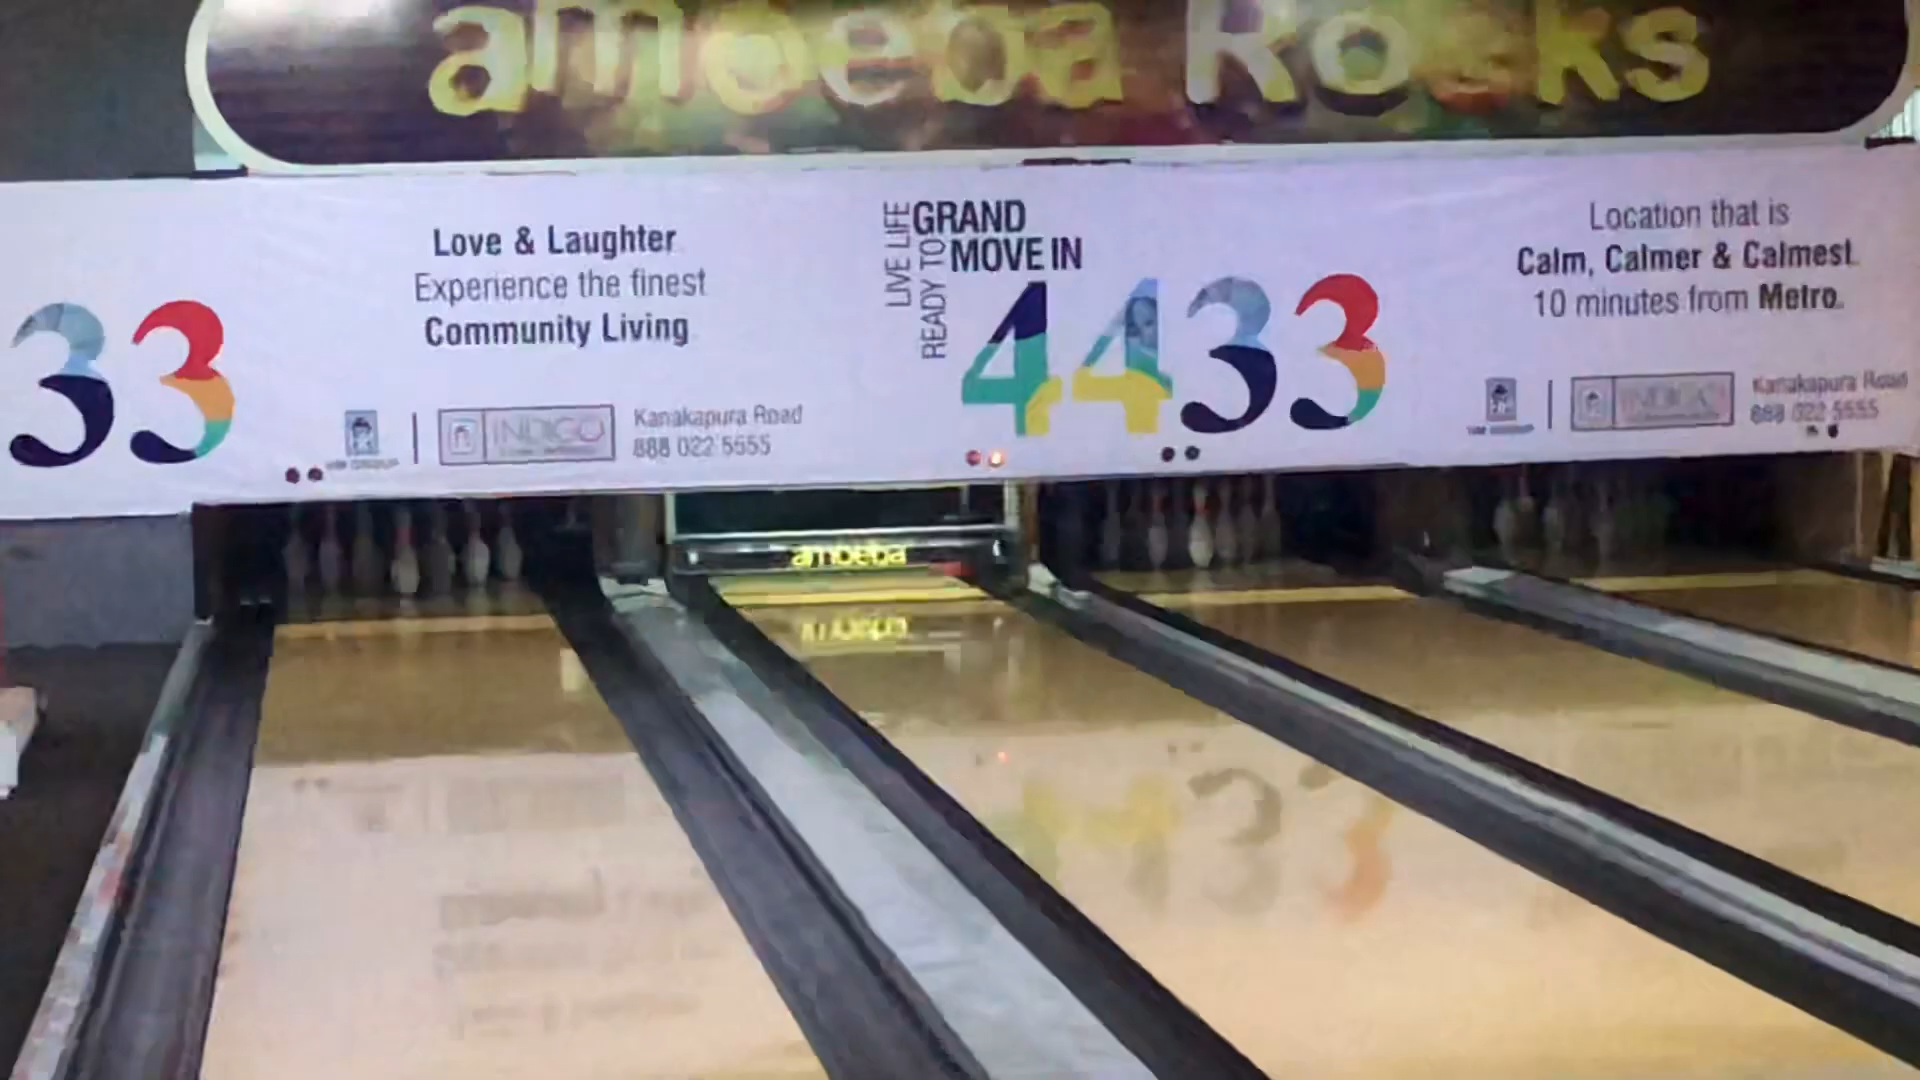 amoeba Rocks
33
Love & Laughter
Experience the finest
Community Living
INDIGO
Kanakapura Road
888 022 5555
LIVE LIFE
GRAND
READY TO
MOVE IN
4433
Location that is
Calm, Calmer & Calmest
10 minutes from Metro.
INDIGO
Kanakapura Road
888 022 5555
amoeba